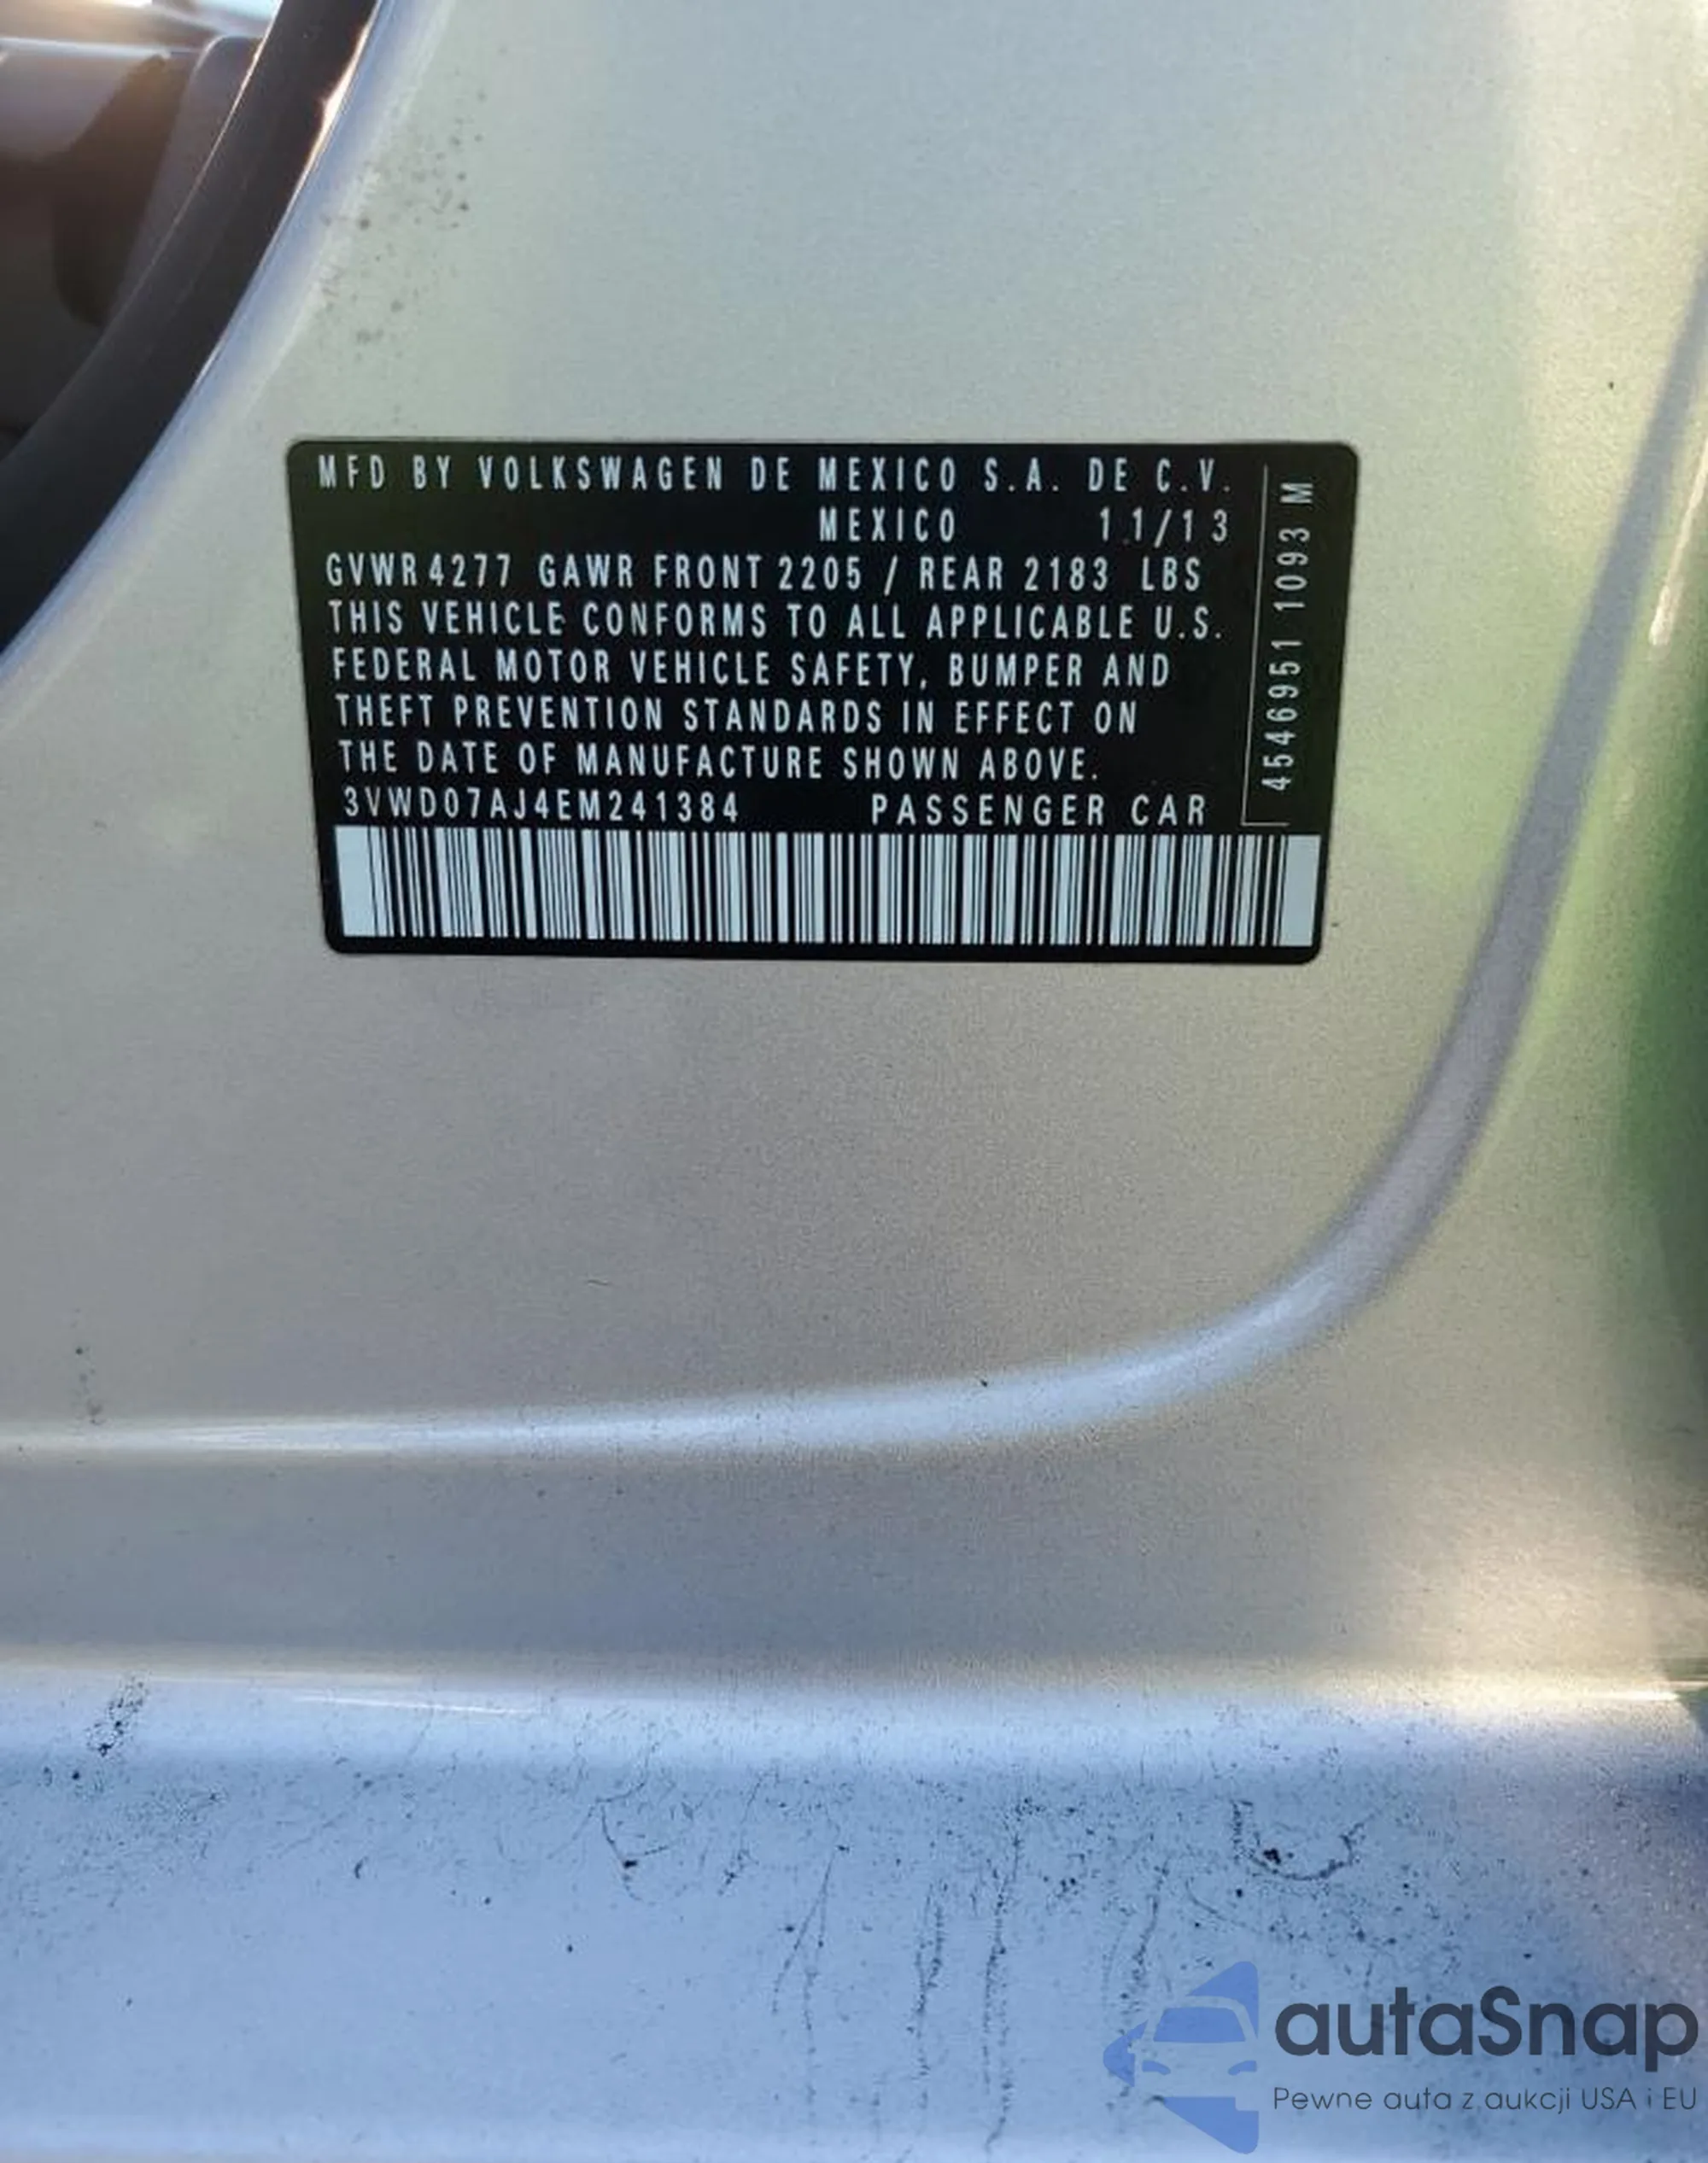 MFD BY VOLKSWAGEN DE MEXICO S.A. DE C.V.
MEXICO 11/13
GVWR 4277 GAWR FRONT 2205 / REAR 2183 LBS
THIS VEHICLE CONFORMS TO ALL APPLICABLE U.S.
FEDERAL MOTOR VEHICLE SAFETY, BUMPER AND
THEFT PREVENTION STANDARDS IN EFFECT ON
THE DATE OF MANUFACTURE SHOWN ABOVE.
3VWD07AJ4EM241384 PASSENGER CAR
4546951 1093 M
autaSnap
Pewne auta z aukcji USA i EU